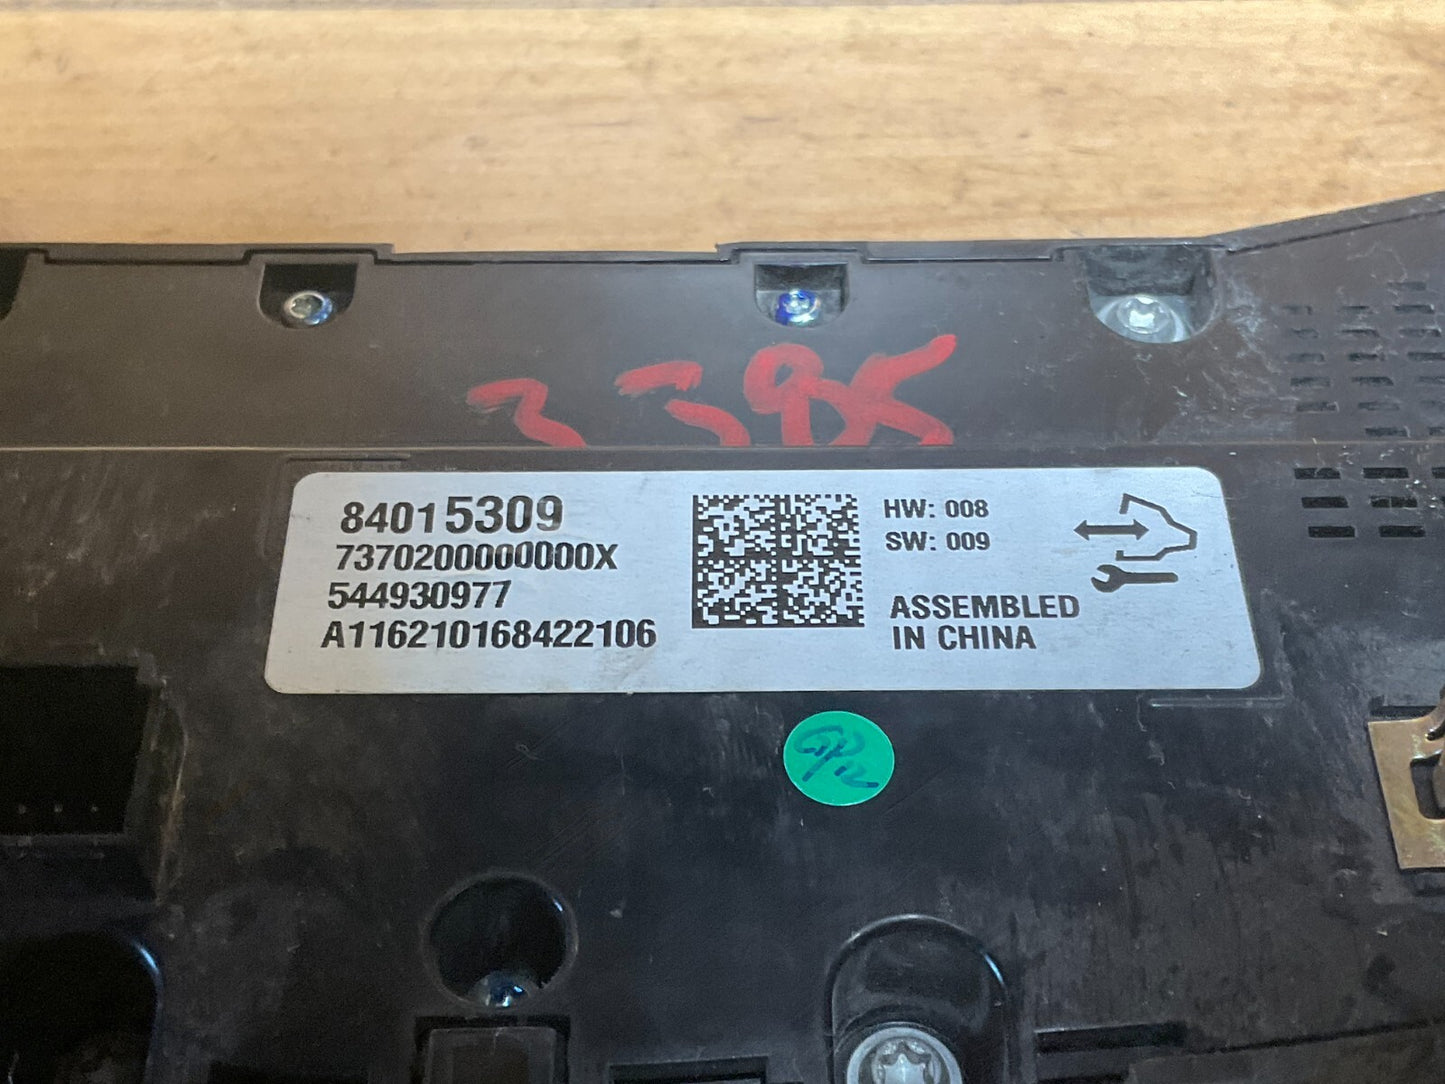 3395
84015309
7370200000000X
544930977
A116210168422106
HW: 008
SW: 009
ASSEMBLED
IN CHINA